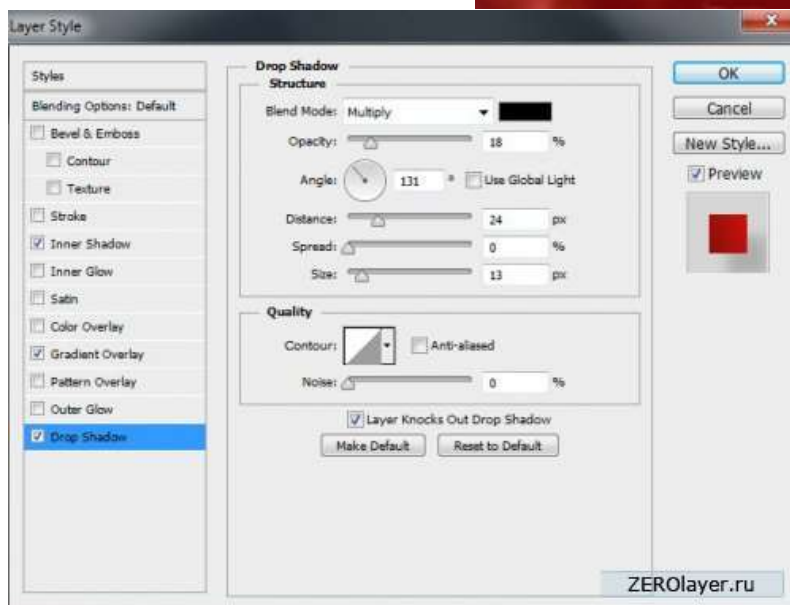 Layer Style
Styles
Blending Options: Default
Bevel & Emboss
Contour
Texture
Stroke
Inner Shadow
Inner Glow
Satin
Color Overlay
Gradient Overlay
Pattern Overlay
Outer Glow
Drop Shadow
Drop Shadow
Structure
Blend Mode: Multiply
Opacity: 18 %
Angle: 131 ° Use Global Light
Distance: 24 px
Spread: 0 %
Size: 13 px
Quality
Contour: Anti-aliased
Noise: 0 %
Layer Knocks Out Drop Shadow
Make Default Reset to Default
OK
Cancel
New Style...
Preview
ZEROlayer.ru